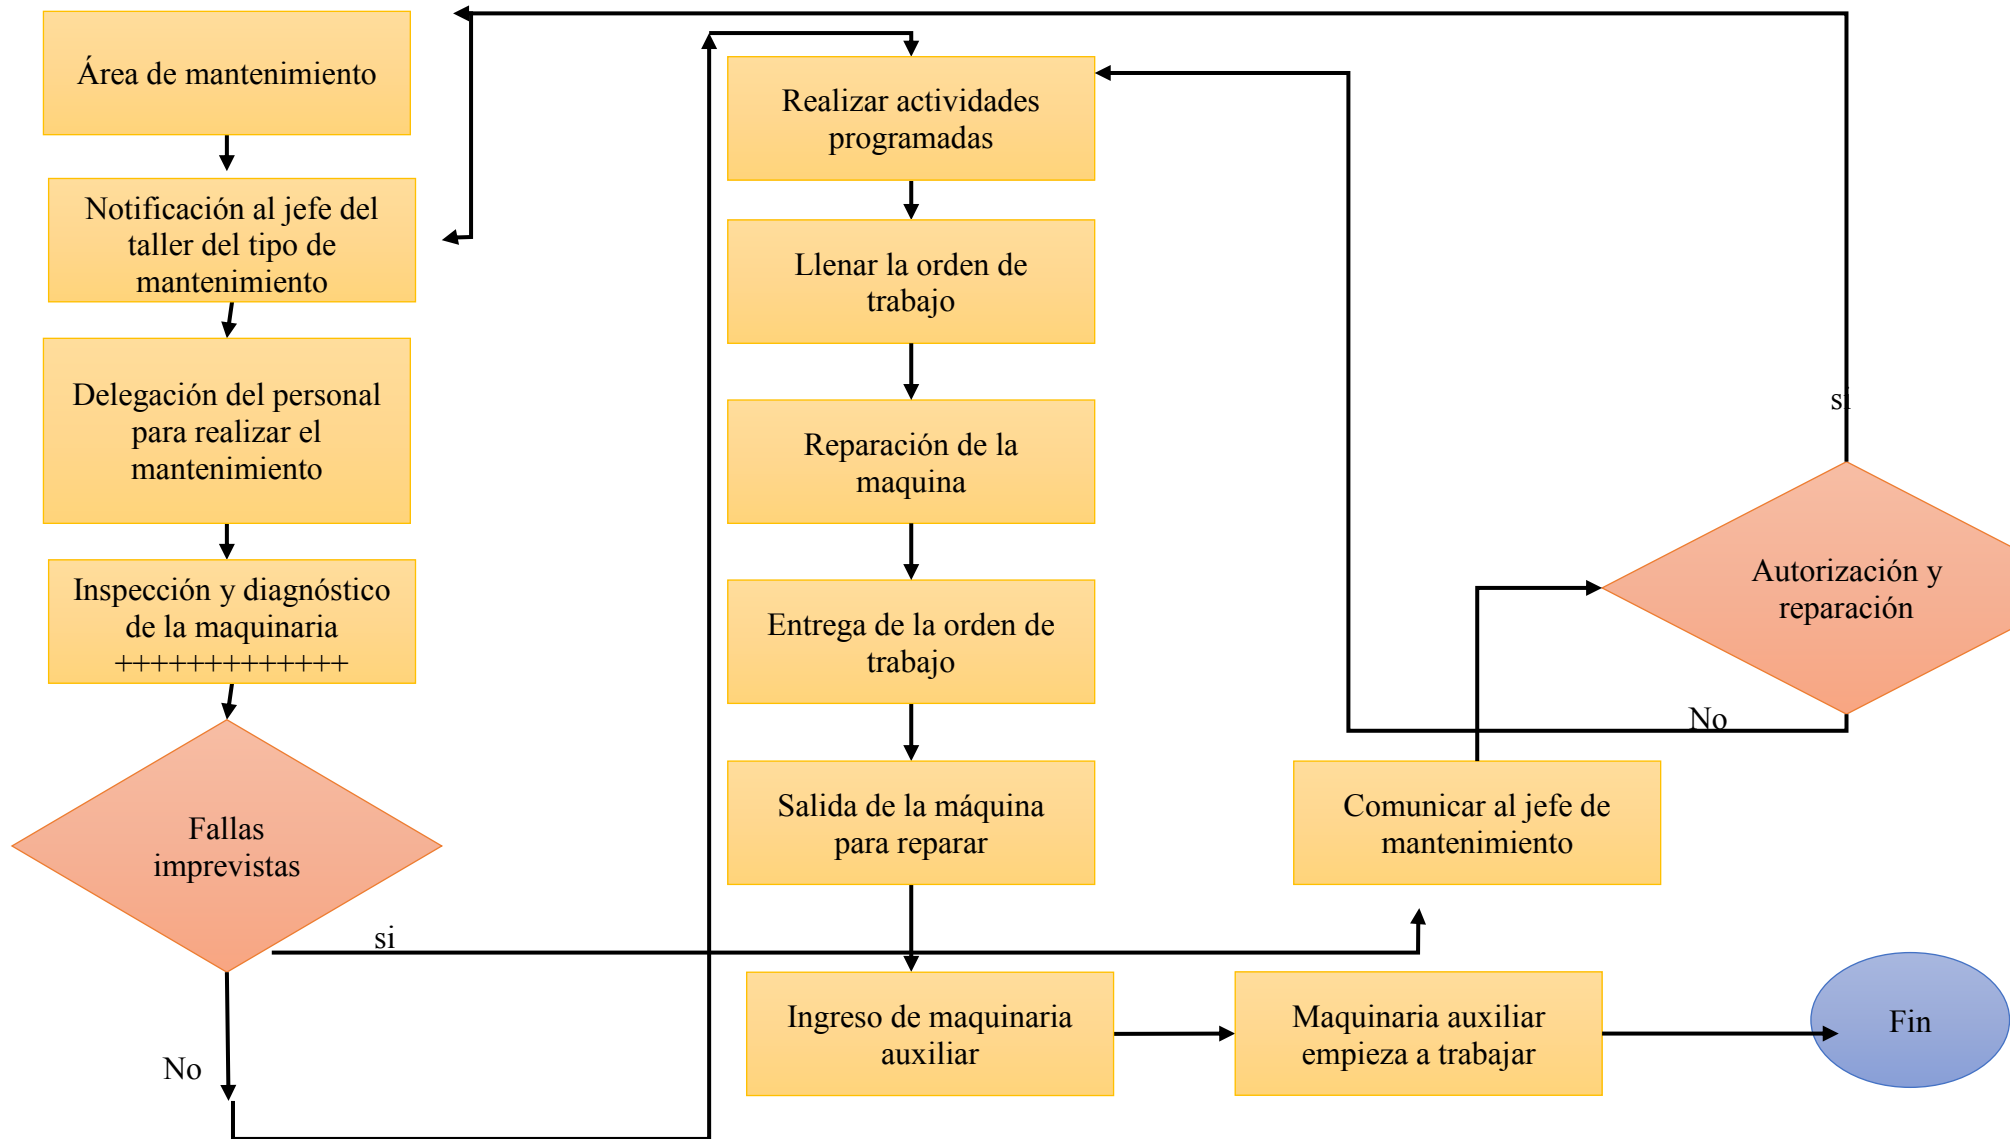 Área de mantenimiento
Notificación al jefe del
taller del tipo de
mantenimiento
Delegación del personal
para realizar el
mantenimiento
Inspección y diagnóstico
de la maquinaria
+++++++++++++
Fallas
imprevistas
si
No
Realizar actividades
programadas
Llenar la orden de
trabajo
Reparación de la
maquina
Entrega de la orden de
trabajo
Salida de la máquina
para reparar
Ingreso de maquinaria
auxiliar
Maquinaria auxiliar
empieza a trabajar
Comunicar al jefe de
mantenimiento
Autorización y
reparación
si
No
Fin